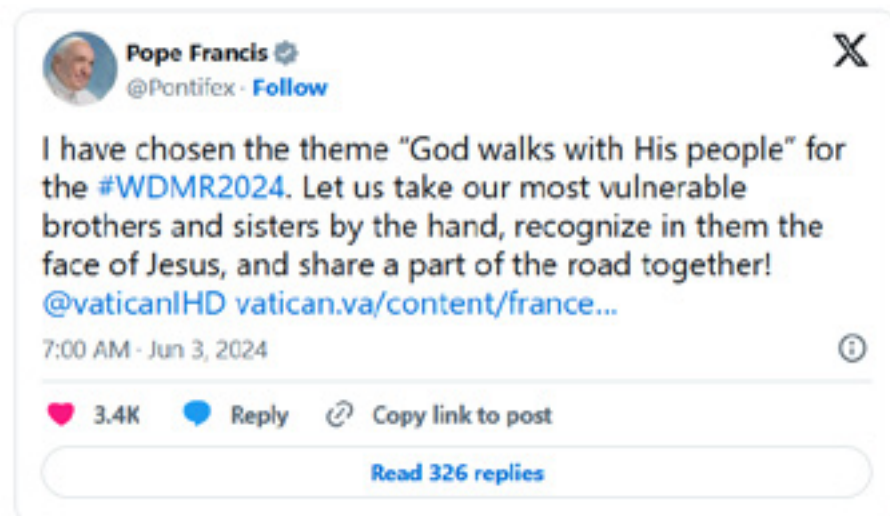 Pope Francis
@Pontifex · Follow
I have chosen the theme “God walks with His people” for
the #WDMR2024. Let us take our most vulnerable
brothers and sisters by the hand, recognize in them the
face of Jesus, and share a part of the road together!
@vaticanIHD vatican.va/content/france...
7:00 AM · Jun 3, 2024
3.4K Reply Copy link to post
Read 326 replies